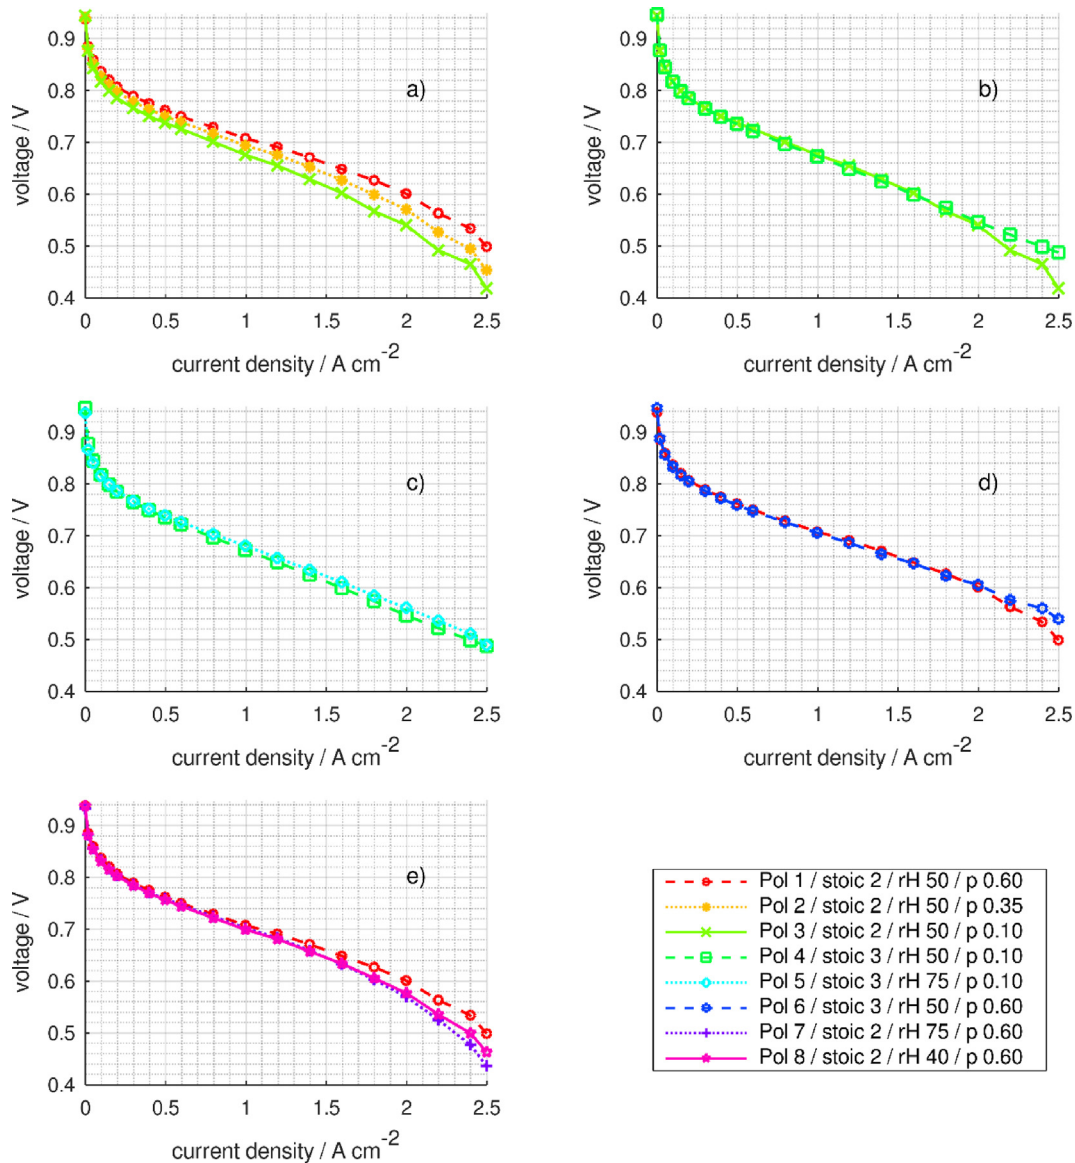 0.9
0.8
0.7
0.6
0.5
0.4
voltage / V
a)
0 0.5 1 1.5 2 2.5
current density / A cm-2
0.9
0.8
0.7
0.6
0.5
0.4
voltage / V
b)
0 0.5 1 1.5 2 2.5
current density / A cm-2
0.9
0.8
0.7
0.6
0.5
0.4
voltage / V
c)
0 0.5 1 1.5 2 2.5
current density / A cm-2
0.9
0.8
0.7
0.6
0.5
0.4
voltage / V
d)
0 0.5 1 1.5 2 2.5
current density / A cm-2
0.9
0.8
0.7
0.6
0.5
0.4
voltage / V
e)
0 0.5 1 1.5 2 2.5
current density / A cm-2
Pol 1 / stoic 2 / rH 50 / p 0.60
Pol 2 / stoic 2 / rH 50 / p 0.35
Pol 3 / stoic 2 / rH 50 / p 0.10
Pol 4 / stoic 3 / rH 50 / p 0.10
Pol 5 / stoic 3 / rH 75 / p 0.10
Pol 6 / stoic 3 / rH 50 / p 0.60
Pol 7 / stoic 2 / rH 75 / p 0.60
Pol 8 / stoic 2 / rH 40 / p 0.60